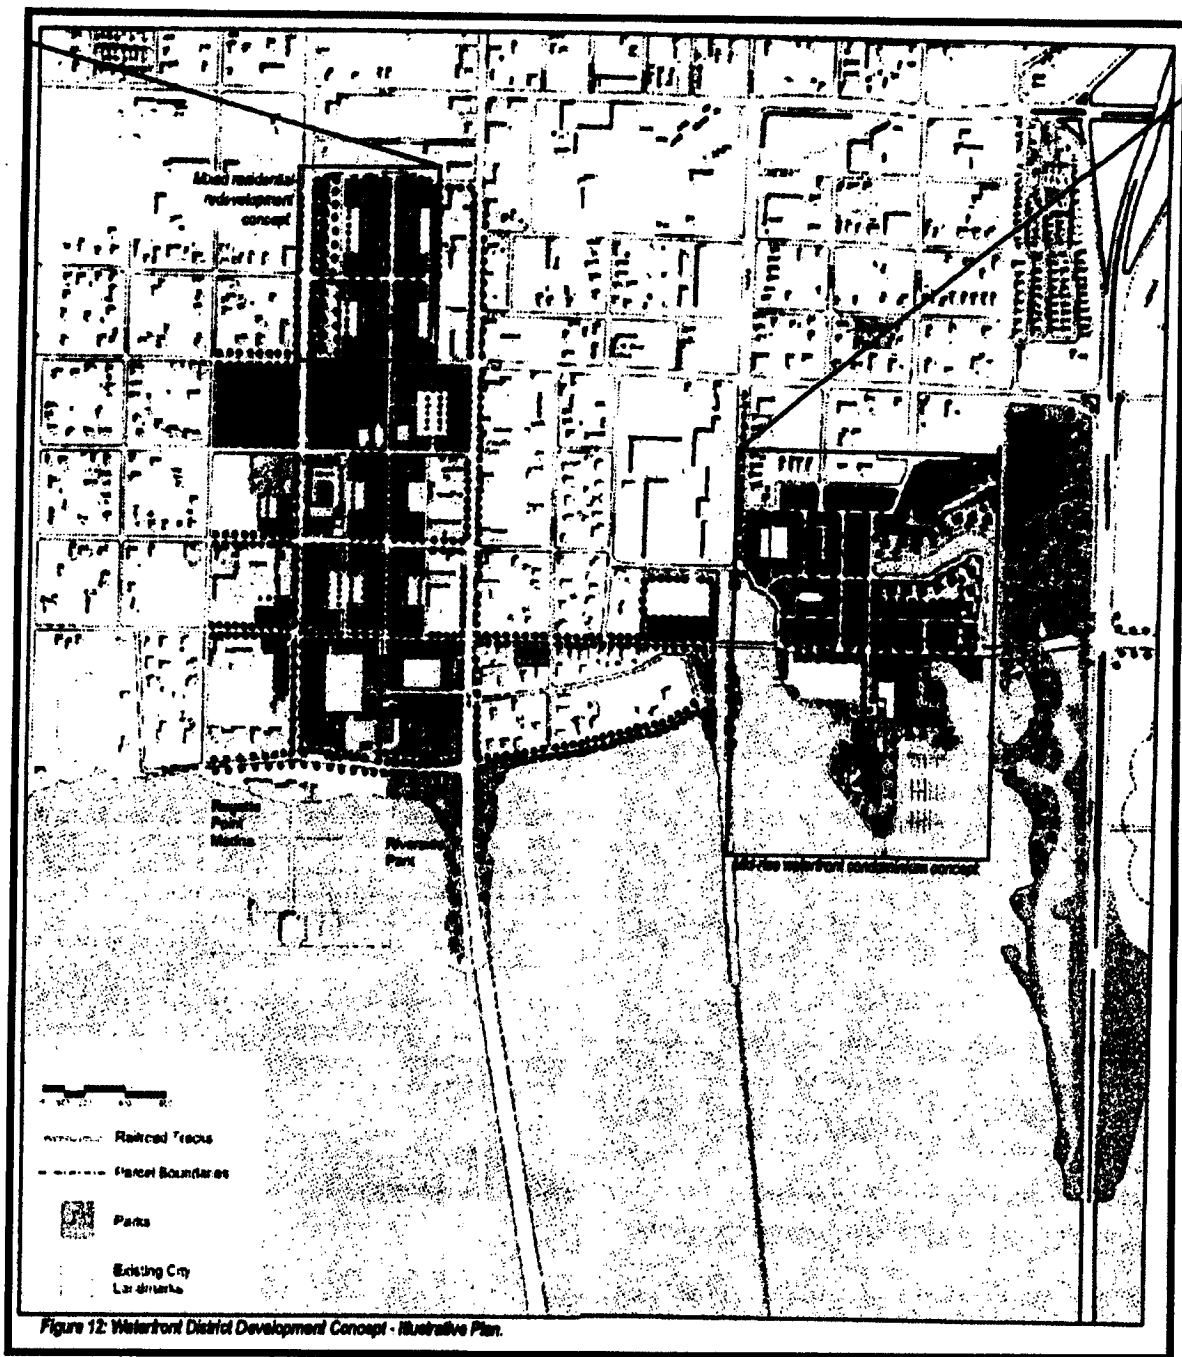 Mixed residential
redevelopment
concept
Regatta
Point
Marina
Riverside
Park
Mid-rise waterfront condominium concept
Railroad Tracks
Parcel Boundaries
Parks
Existing City
Landmarks
Figure 12: Waterfront District Development Concept - Illustrative Plan.